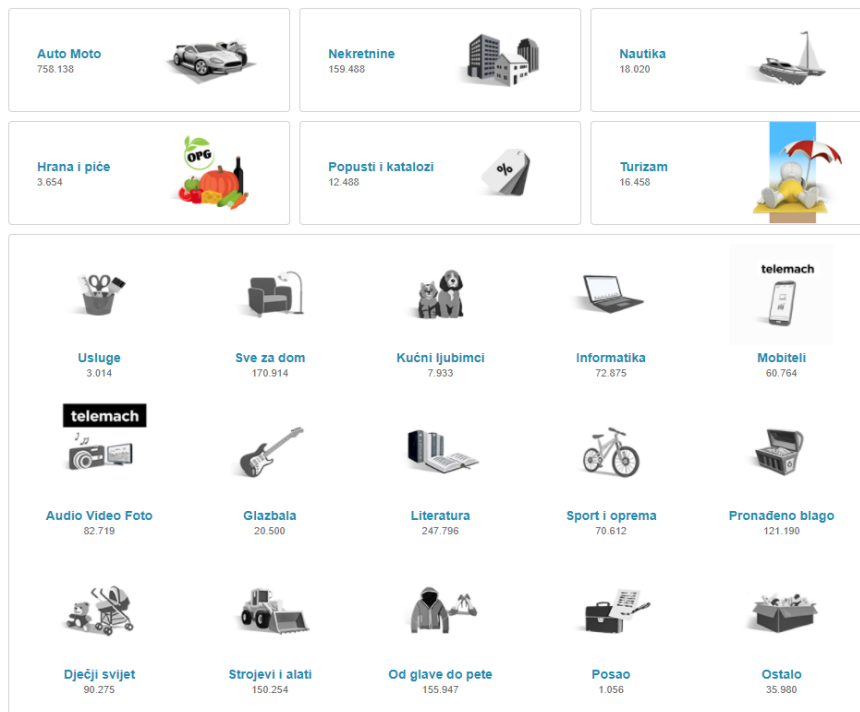 Auto Moto
758.138
Nekretnine
159.488
Nautika
18.020
Hrana i piće
3.654
OPG
Popusti i katalozi
12.488
%
Turizam
16.458
telemach
Usluge
3.014
Sve za dom
170.914
Kućni ljubimci
7.933
Informatika
72.875
Mobiteli
60.764
telemach
Audio Video Foto
82.719
Glazbala
20.500
Literatura
247.796
Sport i oprema
70.612
Pronađeno blago
121.190
Dječji svijet
90.275
Strojevi i alati
150.254
Od glave do pete
155.947
Posao
1.056
Ostalo
35.980